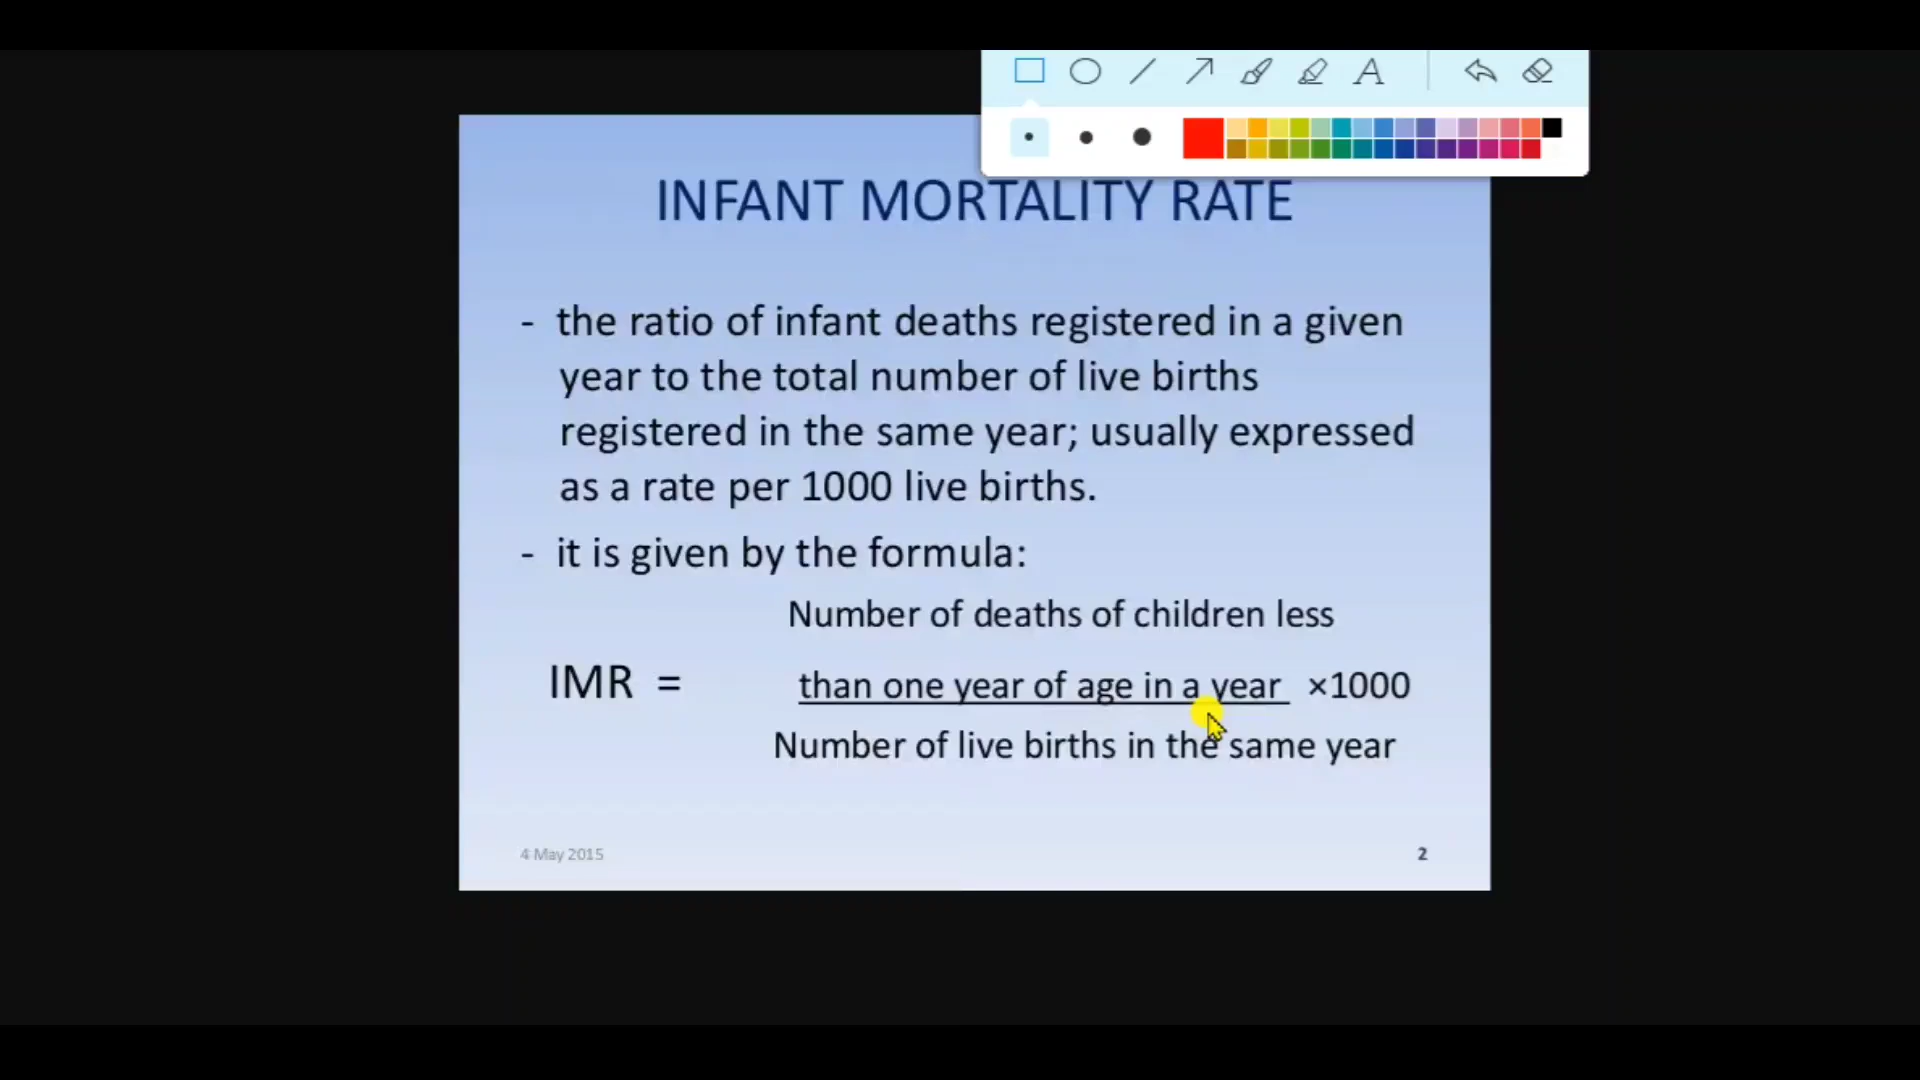 INFANT MORTALITY RATE
- the ratio of infant deaths registered in a given
year to the total number of live births
registered in the same year; usually expressed
as a rate per 1000 live births.
- it is given by the formula:
Number of deaths of children less
IMR = than one year of age in a year ×1000
Number of live births in the same year
4 May 2015 2